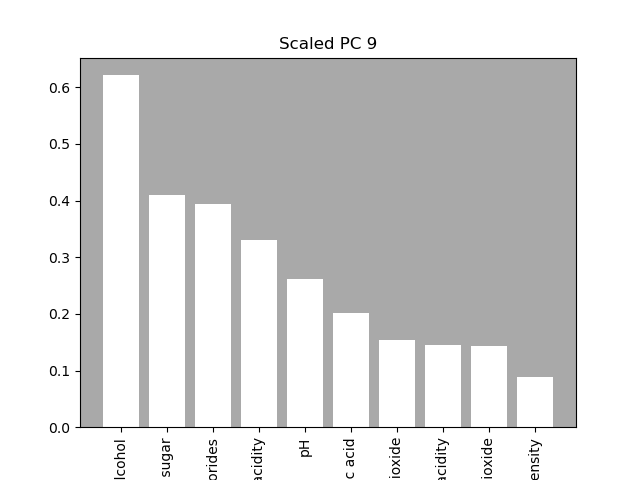 Scaled PC 9
0.6
0.5
0.4
0.3
0.2
0.1
0.0
lcohol
sugar
orides
acidity
pH
c acid
ioxide
acidity
ioxide
ensity